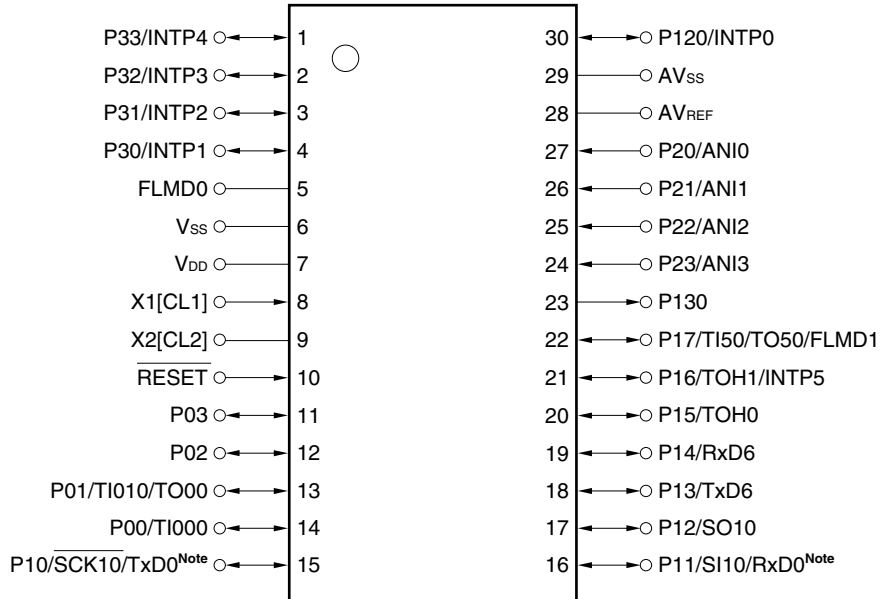 P33/INTP4 1 30 P120/INTP0
P32/INTP3 2 29 AVSS
P31/INTP2 3 28 AVREF
P30/INTP1 4 27 P20/ANI0
FLMD0 5 26 P21/ANI1
VSS 6 25 P22/ANI2
VDD 7 24 P23/ANI3
X1[CL1] 8 23 P130
X2[CL2] 9 22 P17/TI50/TO50/FLMD1
RESET 10 21 P16/TOH1/INTP5
P03 11 20 P15/TOH0
P02 12 19 P14/RxD6
P01/TI010/TO00 13 18 P13/TxD6
P00/TI000 14 17 P12/SO10
P10/SCK10/TxD0Note 15 16 P11/SI10/RxD0Note